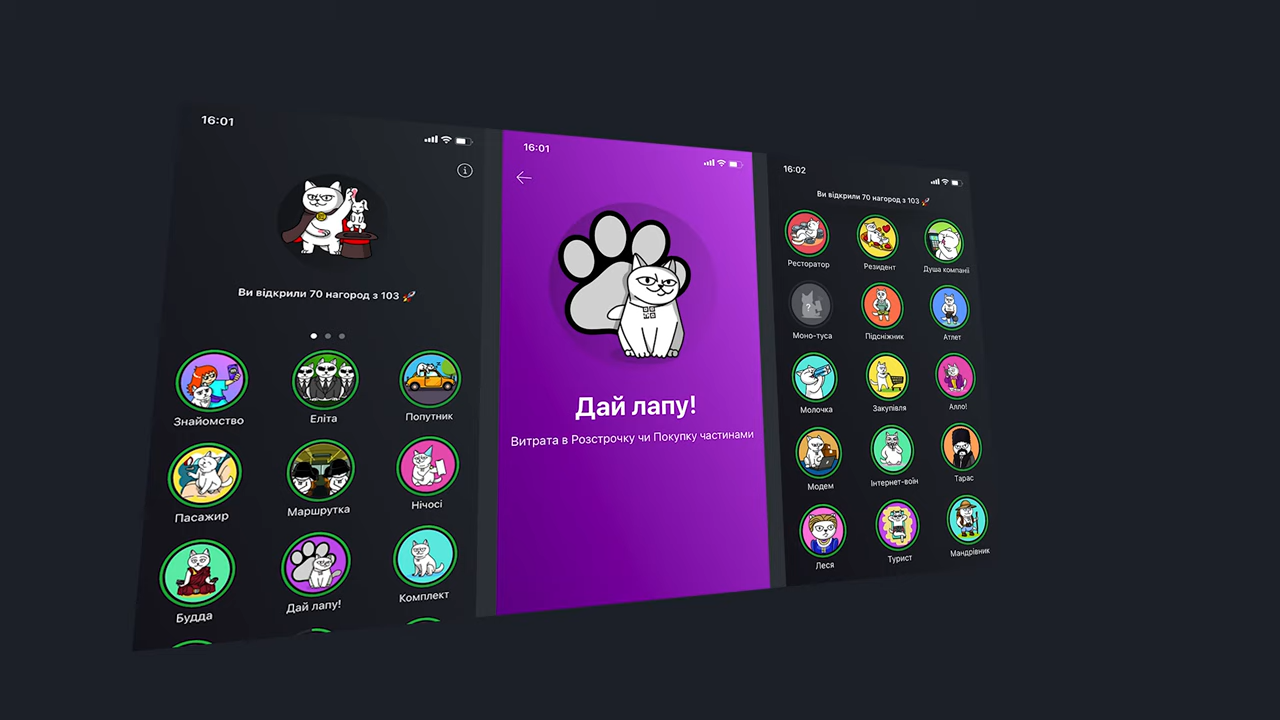 16:01
Ви відкрили 70 нагород з 103 🚀
Знайомство
Еліта
Попутник
Пасажир
Маршрутка
Нічосі
Будда
Дай лапу!
Комплект
16:01
Дай лапу!
Витрата в Розстрочку чи Покупку частинами
16:02
Ви відкрили 70 нагород з 103 🚀
Ресторатор
Резидент
Душа компанії
?
Моно-туса
Підсніжник
Атлет
Молочка
Закупівля
Алло!
Модем
Інтернет-воїн
Тарас
Леся
Турист
Мандрівник